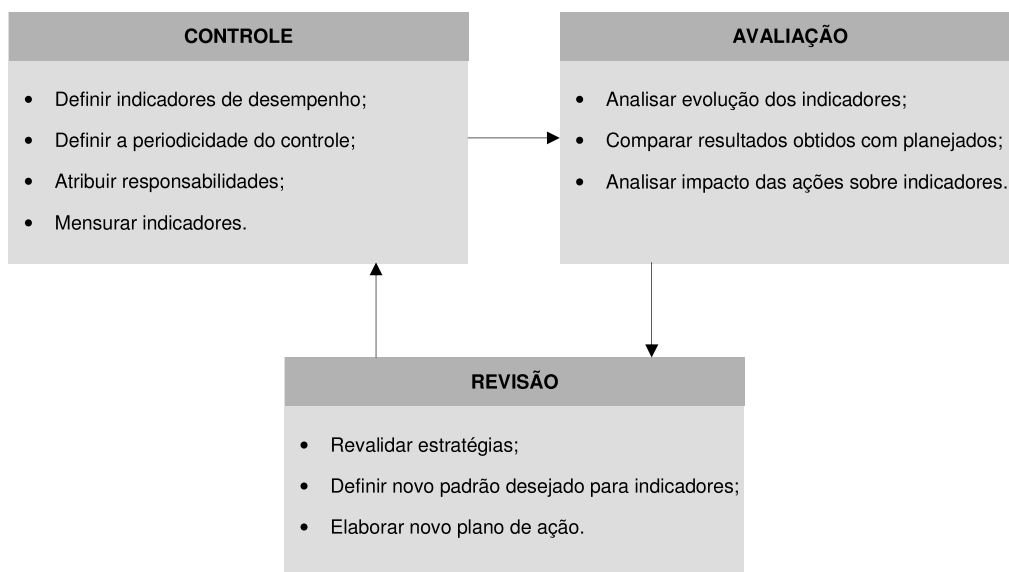 CONTROLE
• Definir indicadores de desempenho;
• Definir a periodicidade do controle;
• Atribuir responsabilidades;
• Mensurar indicadores.
AVALIAÇÃO
• Analisar evolução dos indicadores;
• Comparar resultados obtidos com planejados;
• Analisar impacto das ações sobre indicadores.
REVISÃO
• Revalidar estratégias;
• Definir novo padrão desejado para indicadores;
• Elaborar novo plano de ação.